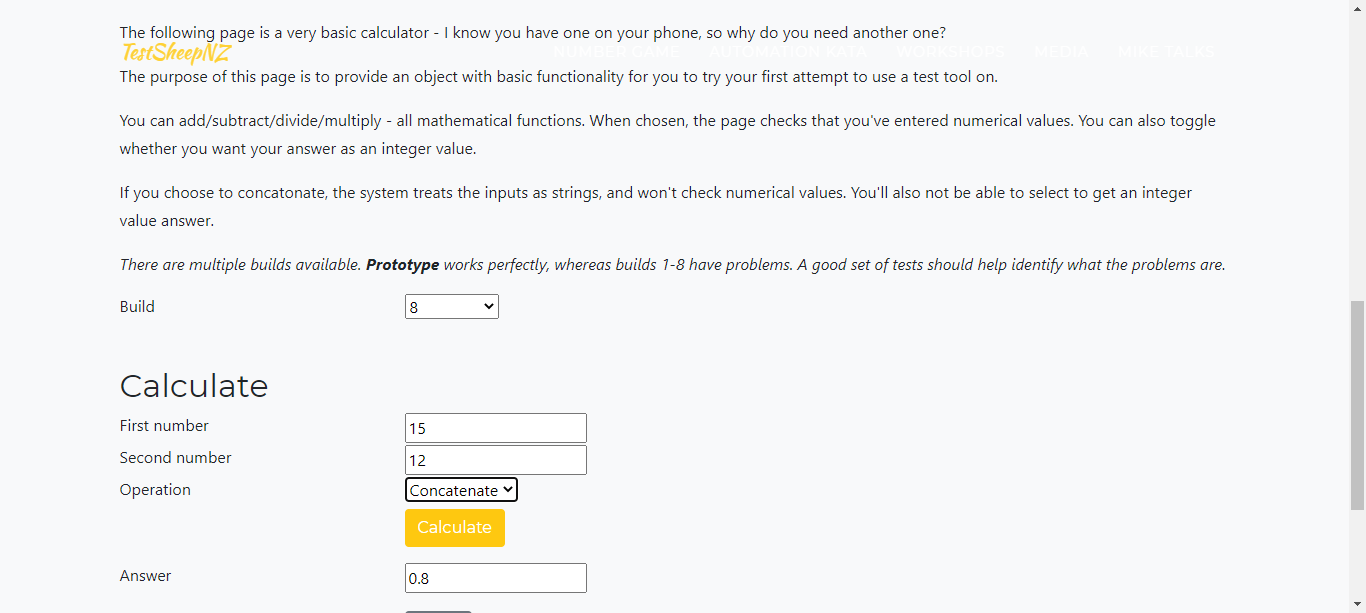 The following page is a very basic calculator - I know you have one on your phone, so why do you need another one?
TestSheepNZ
NUMBER GAME AUTOMATION BETA WORKSHOPS MEDIA MIKE TALKS
The purpose of this page is to provide an object with basic functionality for you to try your first attempt to use a test tool on.
You can add/subtract/divide/multiply - all mathematical functions. When chosen, the page checks that you've entered numerical values. You can also toggle
whether you want your answer as an integer value.
If you choose to concatonate, the system treats the inputs as strings, and won't check numerical values. You'll also not be able to select to get an integer
value answer.
There are multiple builds available. Prototype works perfectly, whereas builds 1-8 have problems. A good set of tests should help identify what the problems are.
Build 8
Calculate
First number 15
Second number 12
Operation Concatenate
Calculate
Answer 0.8